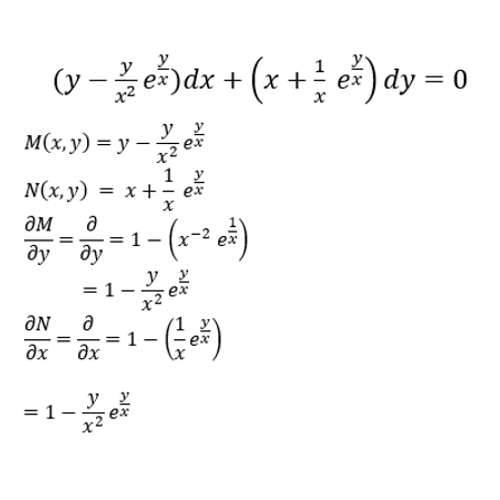 (y − y/x² e^(y/x))dx + (x + 1/x e^(y/x)) dy = 0
M(x,y) = y − y/x² e^(y/x)
N(x,y) = x + 1/x e^(y/x)
∂M/∂y = ∂/∂y = 1 − (x⁻² e^(1/x))
= 1 − y/x² e^(y/x)
∂N/∂x = ∂/∂x = 1 − (1/x e^(y/x))
= 1 − y/x² e^(y/x)